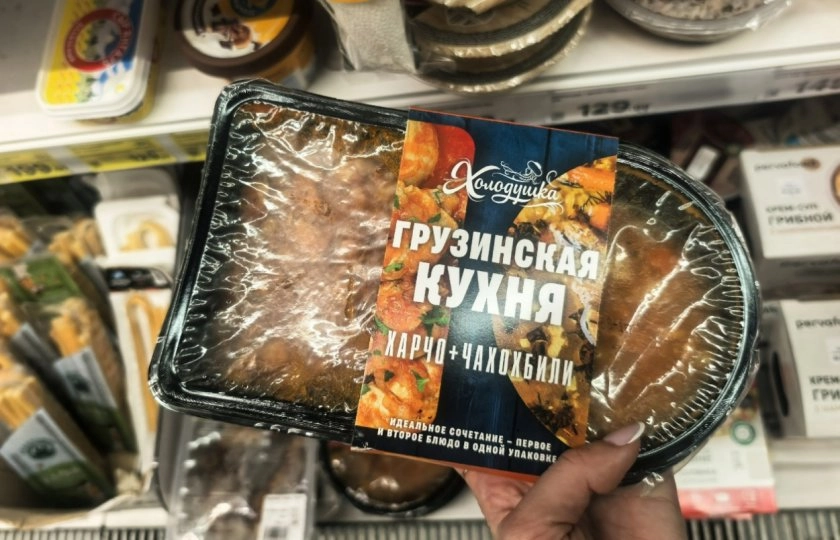 129
Холодушка
ГРУЗИНСКАЯ
КУХНЯ
ХАРЧО+ЧАХОХБИЛИ
ИДЕАЛЬНОЕ СОЧЕТАНИЕ – ПЕРВОЕ
И ВТОРОЕ БЛЮДО В ОДНОЙ УПАКОВКЕ
КРЕМ-СУП
ГРИБНОЙ